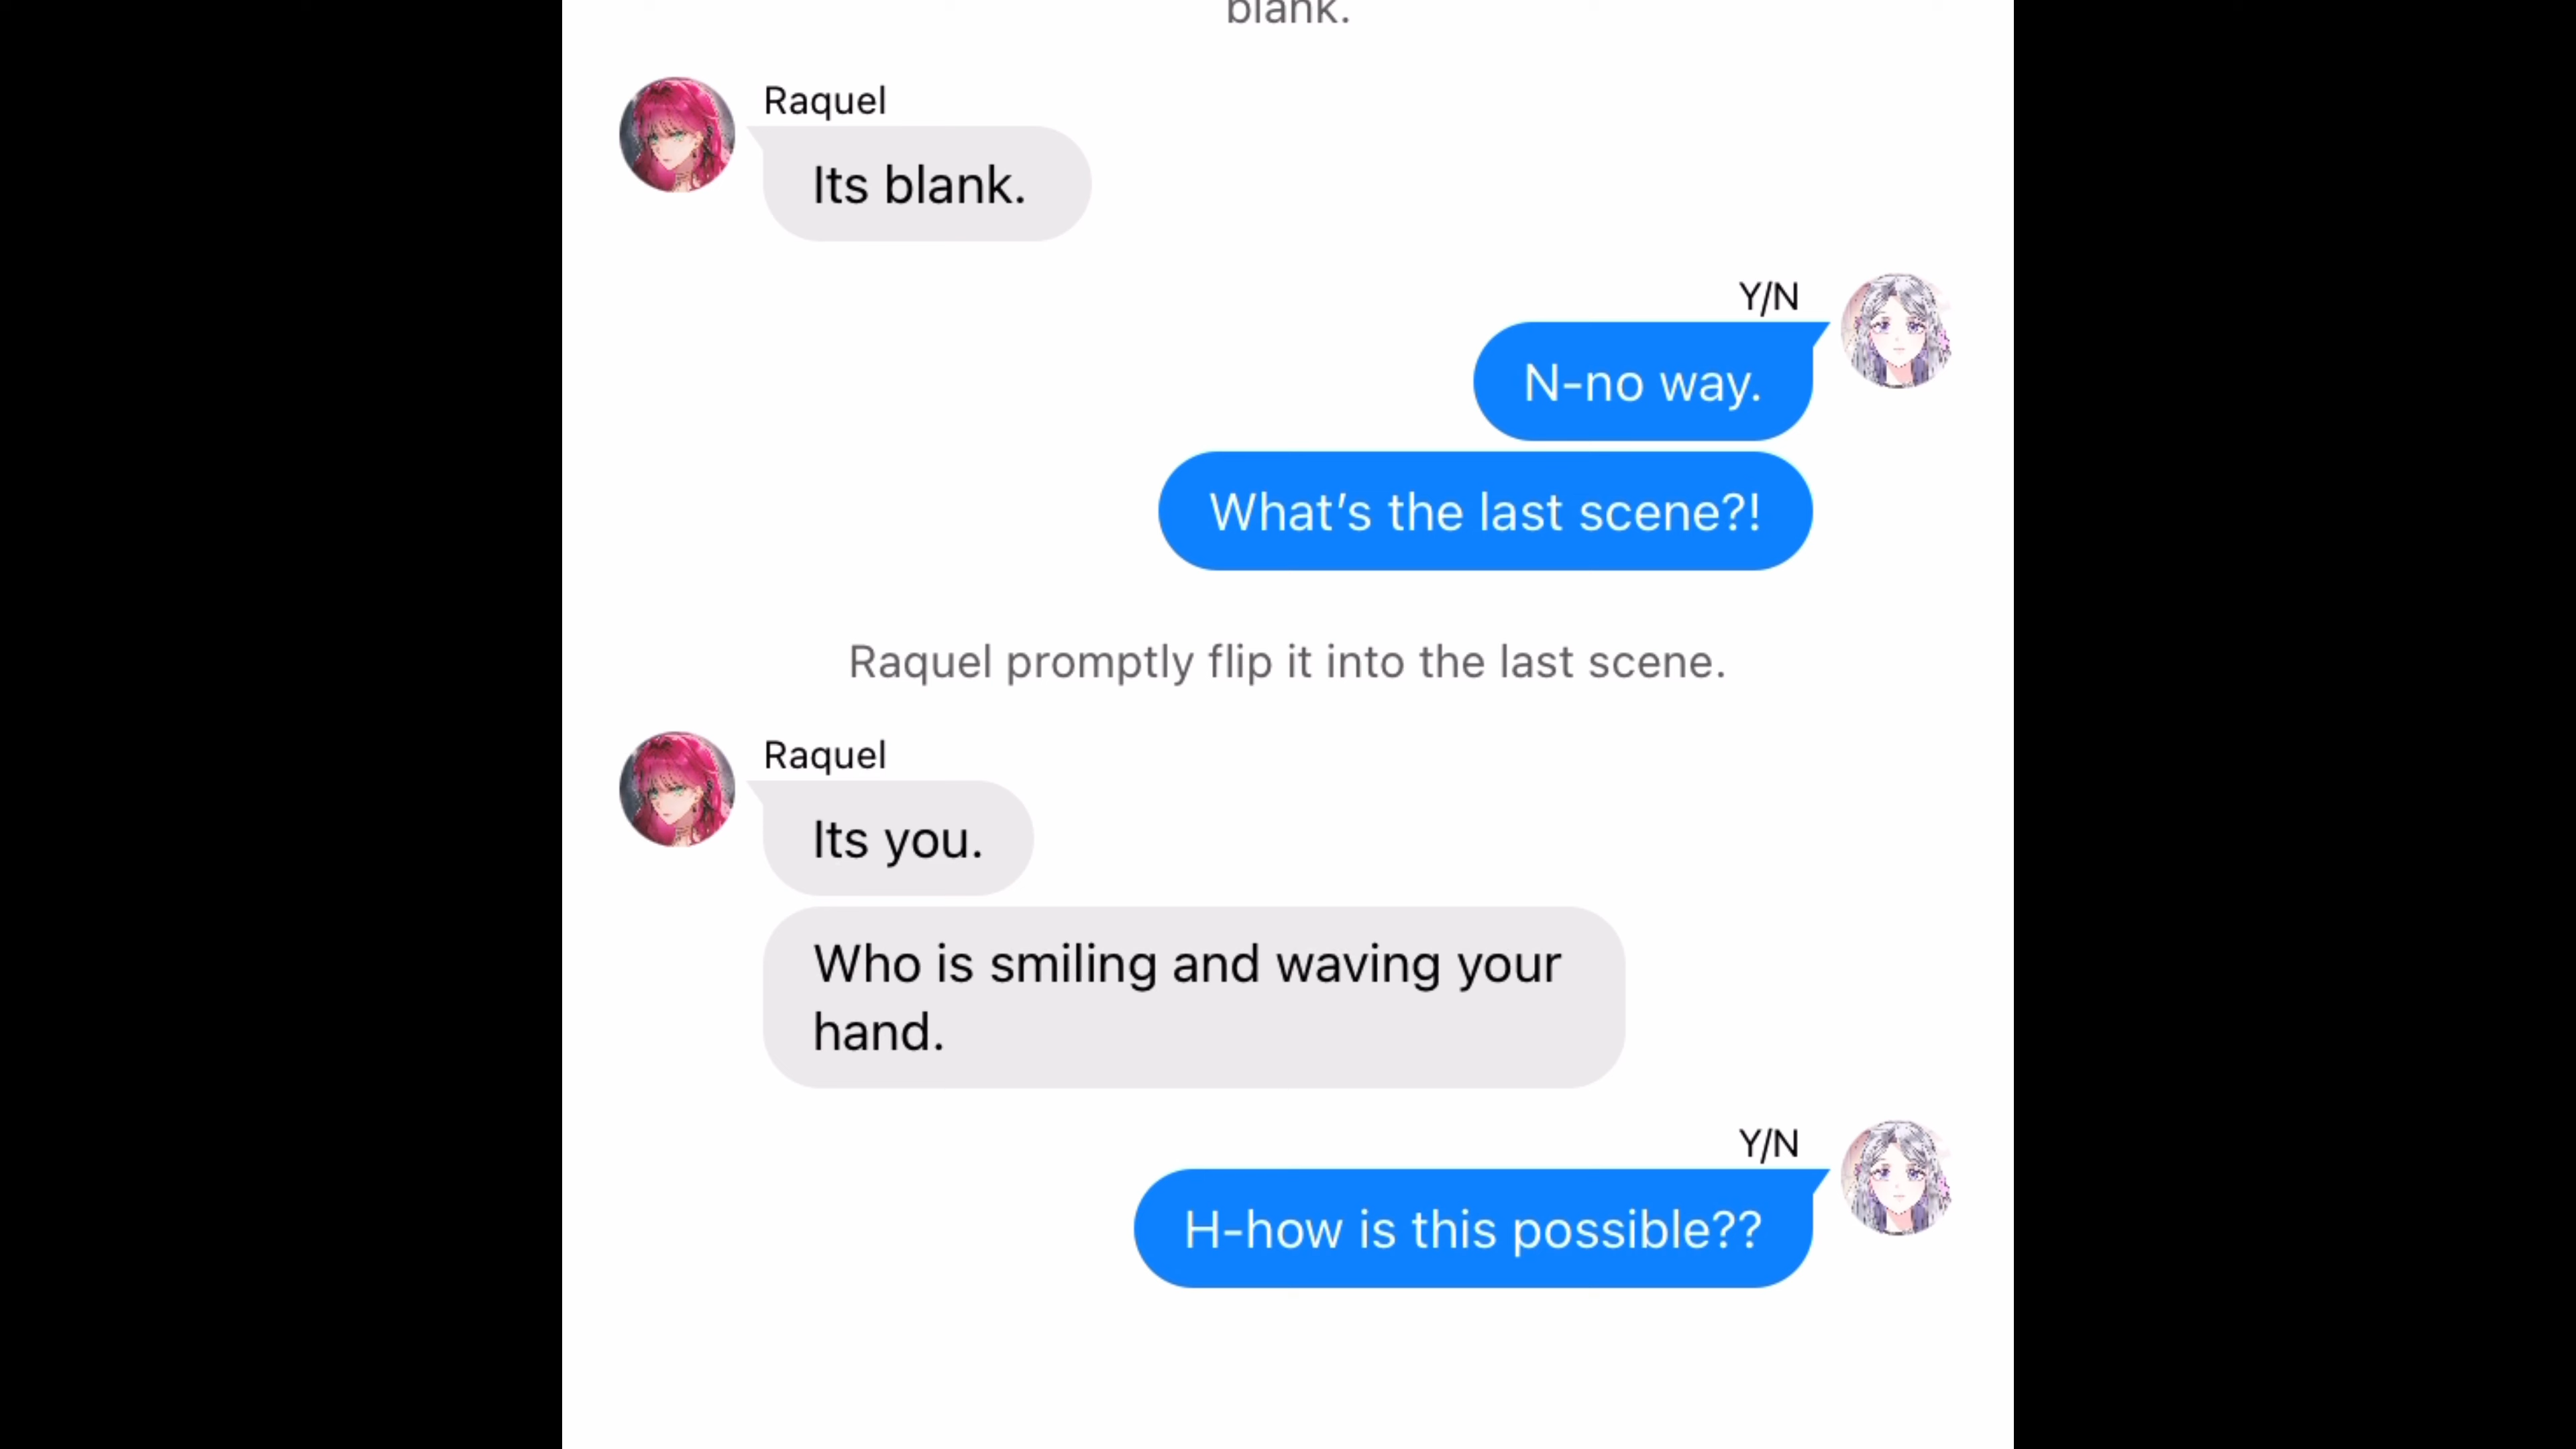 blank.
Raquel
Its blank.
Y/N
N-no way.
What's the last scene?!
Raquel promptly flip it into the last scene.
Raquel
Its you.
Who is smiling and waving your
hand.
Y/N
H-how is this possible??